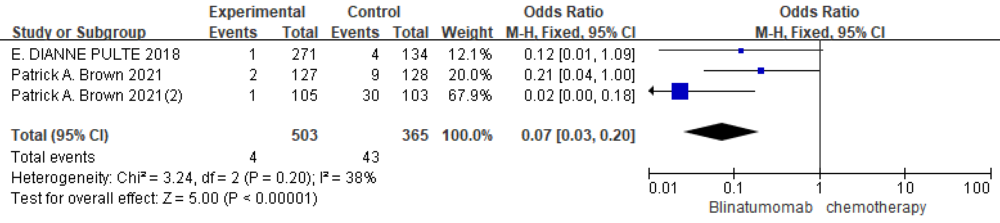 Experimental Control Odds Ratio Odds Ratio
Study or Subgroup Events Total Events Total Weight M-H, Fixed, 95% CI M-H, Fixed, 95% CI
E. DIANNE PULTE 2018 1 271 4 134 12.1% 0.12 [0.01, 1.09]
Patrick A. Brown 2021 2 127 9 128 20.0% 0.21 [0.04, 1.00]
Patrick A. Brown 2021(2) 1 105 30 103 67.9% 0.02 [0.00, 0.18]
Total (95% CI) 503 365 100.0% 0.07 [0.03, 0.20]
Total events 4 43
Heterogeneity: Chi² = 3.24, df = 2 (P = 0.20); I² = 38%
Test for overall effect: Z = 5.00 (P < 0.00001)
0.01 0.1 1 10 100
Blinatumomab chemotherapy